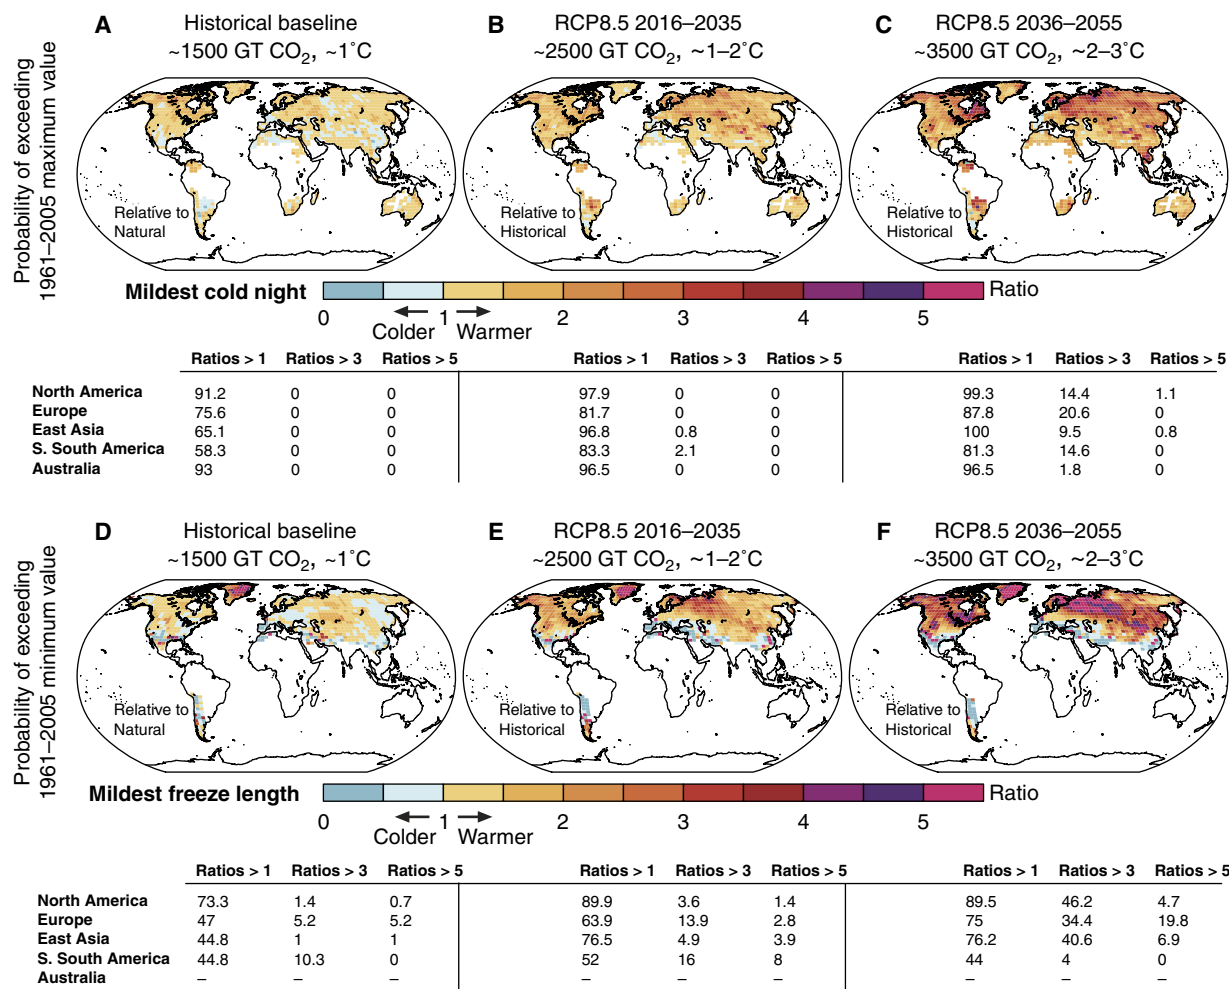 A Historical baseline
~1500 GT CO2, ~1˚C
B RCP8.5 2016–2035
~2500 GT CO2, ~1–2˚C
C RCP8.5 2036–2055
~3500 GT CO2, ~2–3˚C
Probability of exceeding
1961–2005 maximum value
Relative to
Natural
Relative to
Historical
Relative to
Historical
Mildest cold night
Ratio
0 1 2 3 4 5
Colder Warmer
Ratios > 1 Ratios > 3 Ratios > 5 Ratios > 1 Ratios > 3 Ratios > 5 Ratios > 1 Ratios > 3 Ratios > 5
North America 91.2 0 0 97.9 0 0 99.3 14.4 1.1
Europe 75.6 0 0 81.7 0 0 87.8 20.6 0
East Asia 65.1 0 0 96.8 0.8 0 100 9.5 0.8
S. South America 58.3 0 0 83.3 2.1 0 81.3 14.6 0
Australia 93 0 0 96.5 0 0 96.5 1.8 0
D Historical baseline
~1500 GT CO2, ~1˚C
E RCP8.5 2016–2035
~2500 GT CO2, ~1–2˚C
F RCP8.5 2036–2055
~3500 GT CO2, ~2–3˚C
Probability of exceeding
1961–2005 minimum value
Relative to
Natural
Relative to
Historical
Relative to
Historical
Mildest freeze length
Ratio
0 1 2 3 4 5
Colder Warmer
Ratios > 1 Ratios > 3 Ratios > 5 Ratios > 1 Ratios > 3 Ratios > 5 Ratios > 1 Ratios > 3 Ratios > 5
North America 73.3 1.4 0.7 89.9 3.6 1.4 89.5 46.2 4.7
Europe 47 5.2 5.2 63.9 13.9 2.8 75 34.4 19.8
East Asia 44.8 1 1 76.5 4.9 3.9 76.2 40.6 6.9
S. South America 44.8 10.3 0 52 16 8 44 4 0
Australia – – – – – – – – –